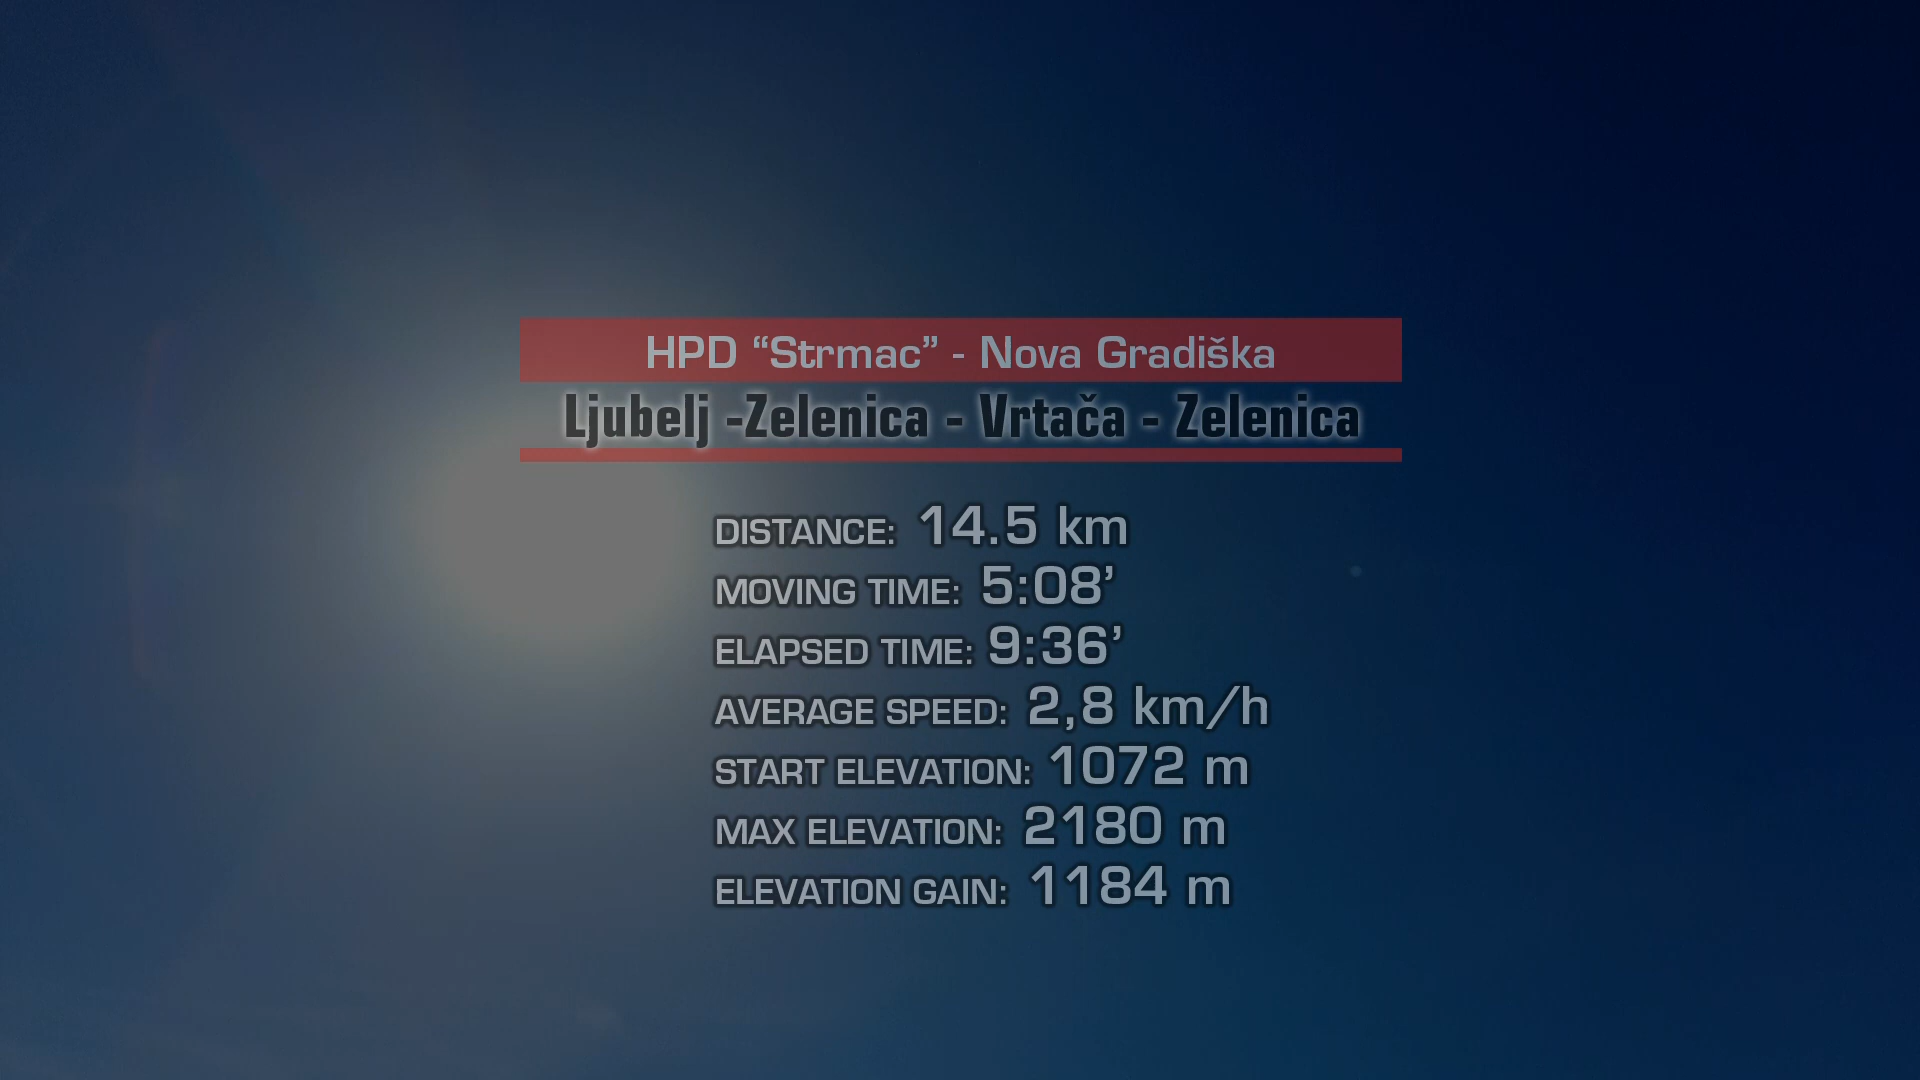 HPD “Strmac” - Nova Gradiška
Ljubelj -Zelenica - Vrtača - Zelenica
DISTANCE: 14.5 km
MOVING TIME: 5:08’
ELAPSED TIME: 9:36’
AVERAGE SPEED: 2,8 km/h
START ELEVATION: 1072 m
MAX ELEVATION: 2180 m
ELEVATION GAIN: 1184 m